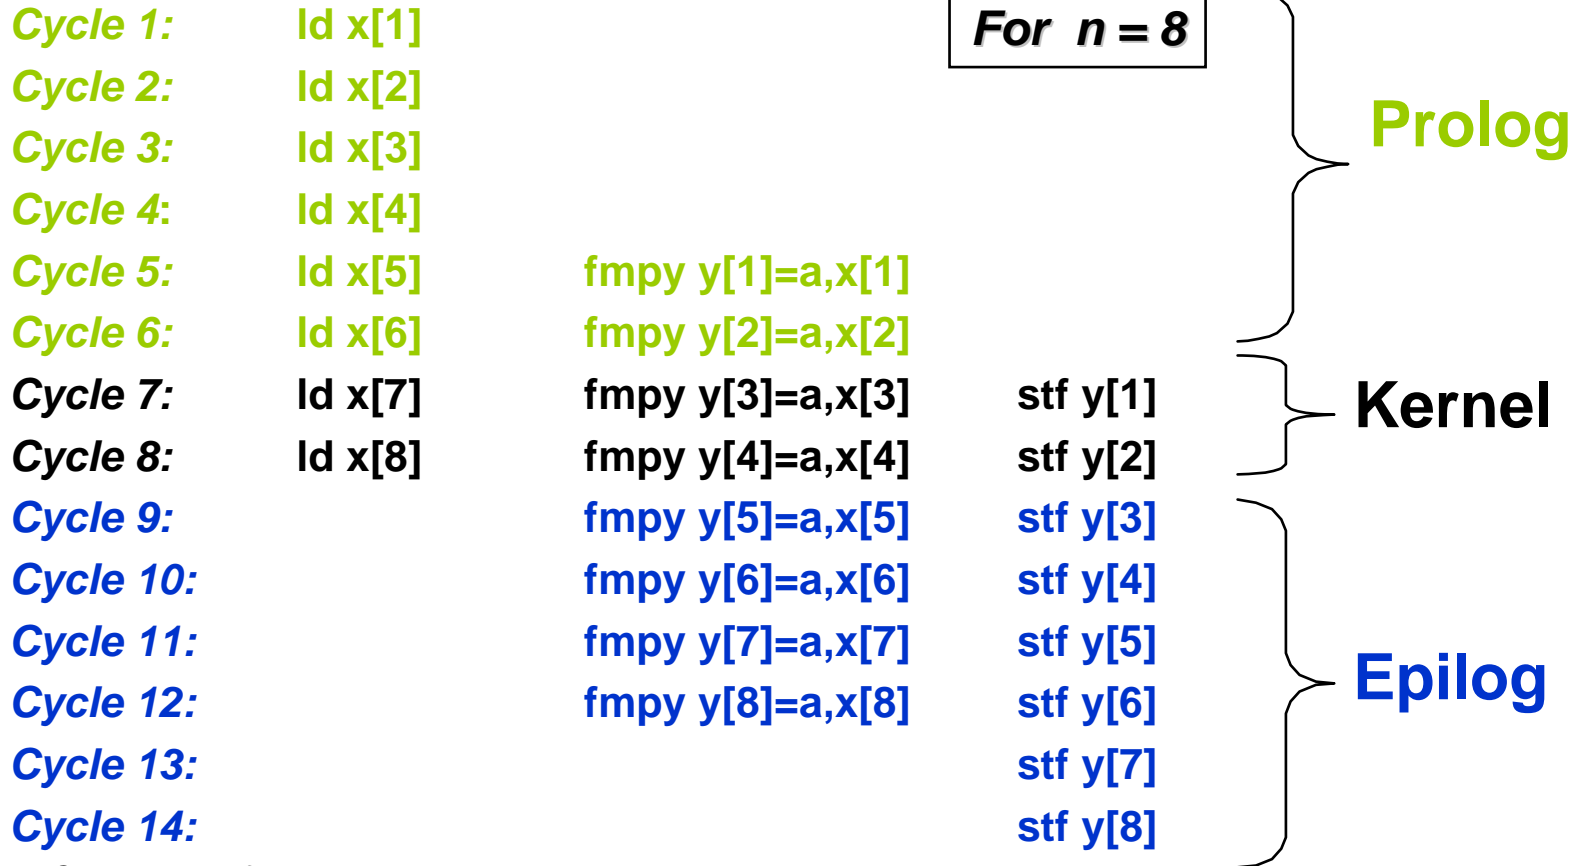 Cycle 1: ld x[1] For n = 8
Cycle 2: ld x[2]
Prolog
Cycle 3: ld x[3]
Cycle 4: ld x[4]
Cycle 5: ld x[5] fmpy y[1]=a,x[1]
Cycle 6: ld x[6] fmpy y[2]=a,x[2]
Cycle 7: ld x[7] fmpy y[3]=a,x[3] stf y[1] Kernel
Cycle 8: ld x[8] fmpy y[4]=a,x[4] stf y[2]
Cycle 9: fmpy y[5]=a,x[5] stf y[3]
Cycle 10: fmpy y[6]=a,x[6] stf y[4]
Cycle 11: fmpy y[7]=a,x[7] stf y[5]
Epilog
Cycle 12: fmpy y[8]=a,x[8] stf y[6]
Cycle 13: stf y[7]
Cycle 14: stf y[8]